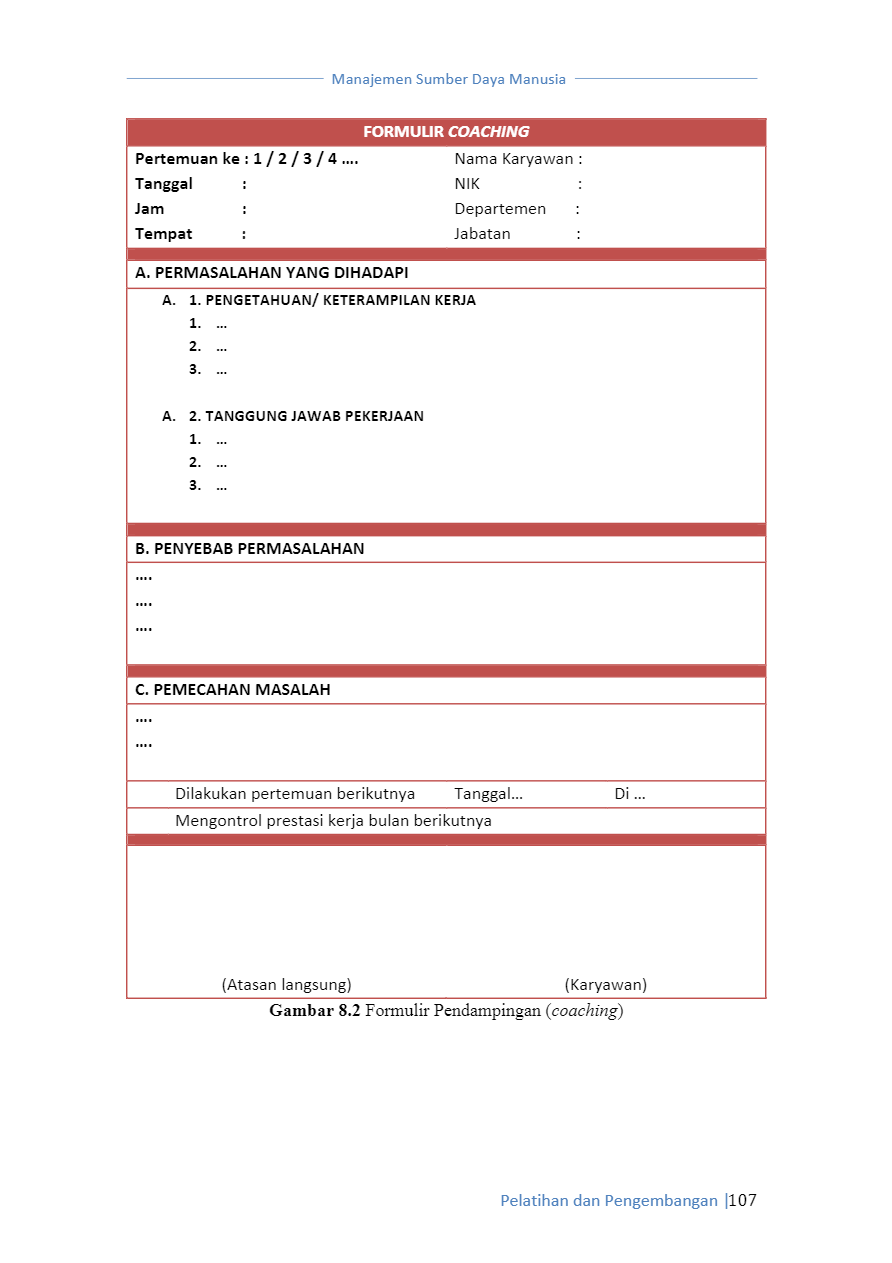 Manajemen Sumber Daya Manusia
FORMULIR COACHING
Pertemuan ke : 1 / 2 / 3 / 4 .... Nama Karyawan :
Tanggal : NIK :
Jam : Departemen :
Tempat : Jabatan :
A. PERMASALAHAN YANG DIHADAPI
A. 1. PENGETAHUAN/ KETERAMPILAN KERJA
1. ...
2. ...
3. ...
A. 2. TANGGUNG JAWAB PEKERJAAN
1. ...
2. ...
3. ...
B. PENYEBAB PERMASALAHAN
....
....
....
C. PEMECAHAN MASALAH
....
....
Dilakukan pertemuan berikutnya Tanggal... Di ...
Mengontrol prestasi kerja bulan berikutnya
(Atasan langsung) (Karyawan)
Gambar 8.2 Formulir Pendampingan (coaching)
Pelatihan dan Pengembangan |107